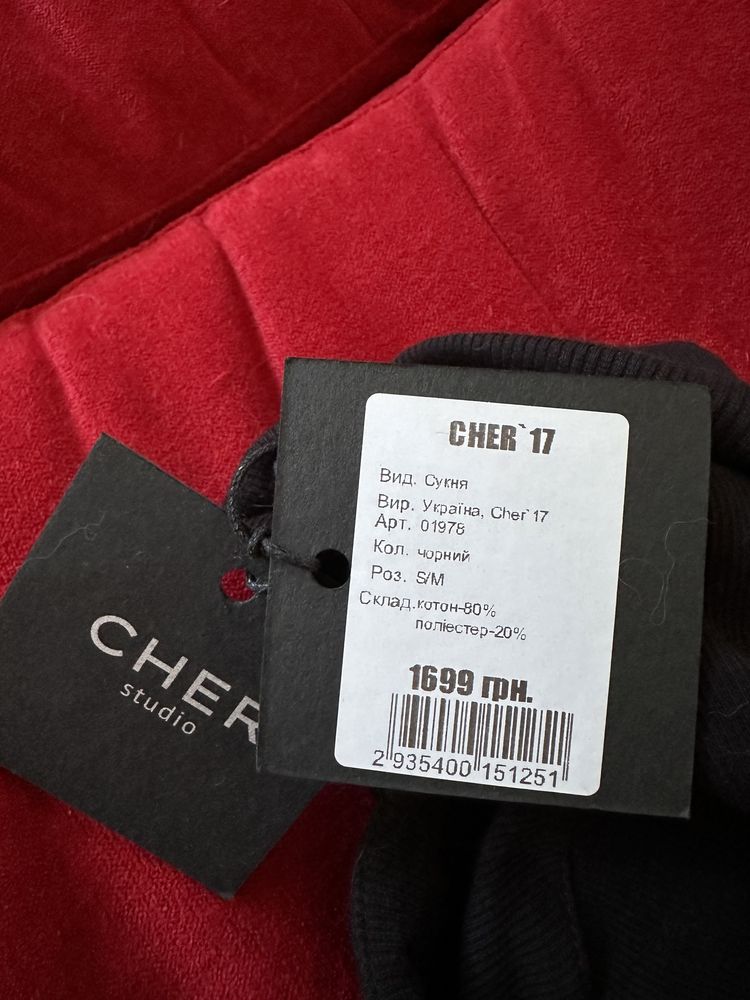 CHER`17
Вид. Сукня
Вир. Україна, Cher`17
Арт. 01978
Кол. чорний
Роз. S/M
Склад.котон-80%
поліестер-20%
1699 грн.
2 935400 151251
CHER
studio